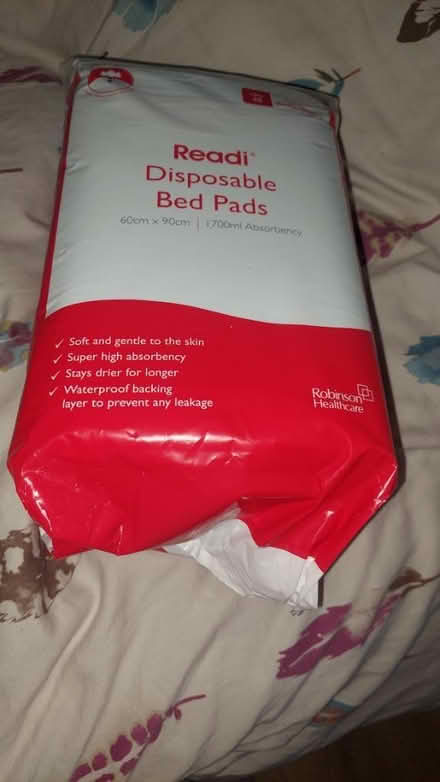 Readi®
Disposable
Bed Pads
60cm x 90cm | 1700ml Absorbency
✓ Soft and gentle to the skin
✓ Super high absorbency
✓ Stays drier for longer
✓ Waterproof backing
layer to prevent any leakage
Robinson
Healthcare